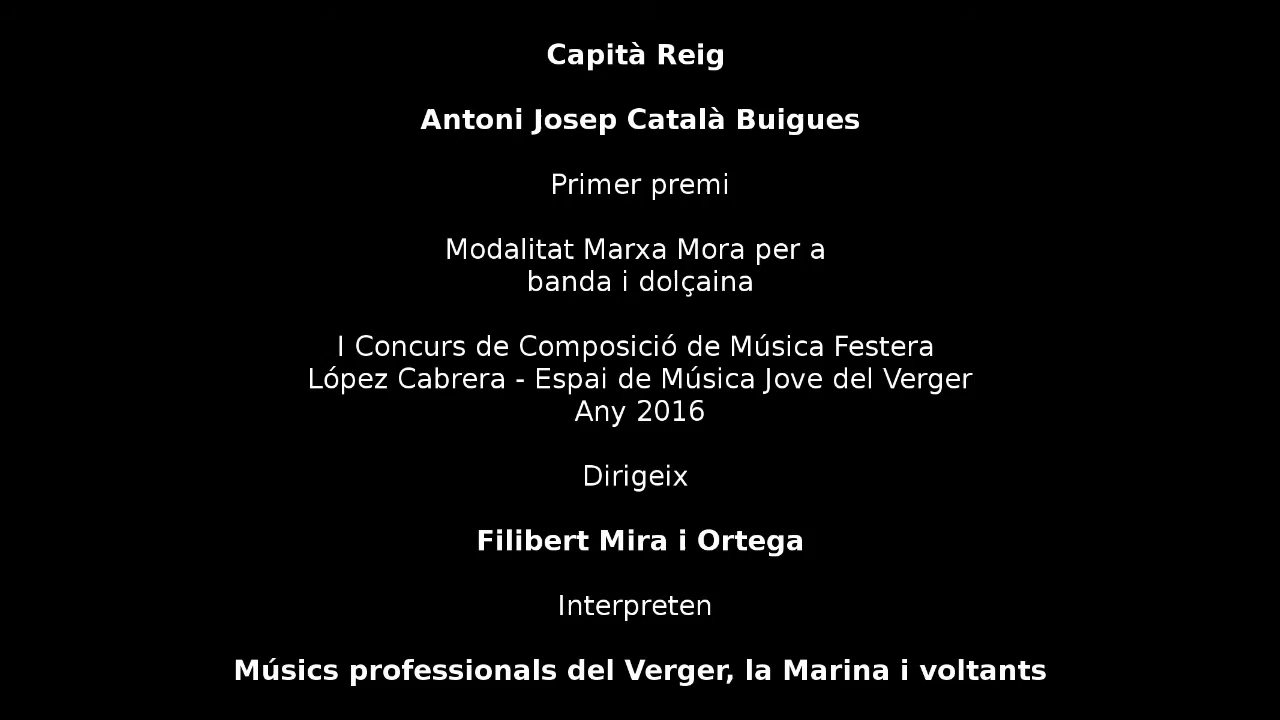 Capità Reig
Antoni Josep Català Buigues
Primer premi
Modalitat Marxa Mora per a
banda i dolçaina
I Concurs de Composició de Música Festera
López Cabrera - Espai de Música Jove del Verger
Any 2016
Dirigeix
Filibert Mira i Ortega
Interpreten
Músics professionals del Verger, la Marina i voltants